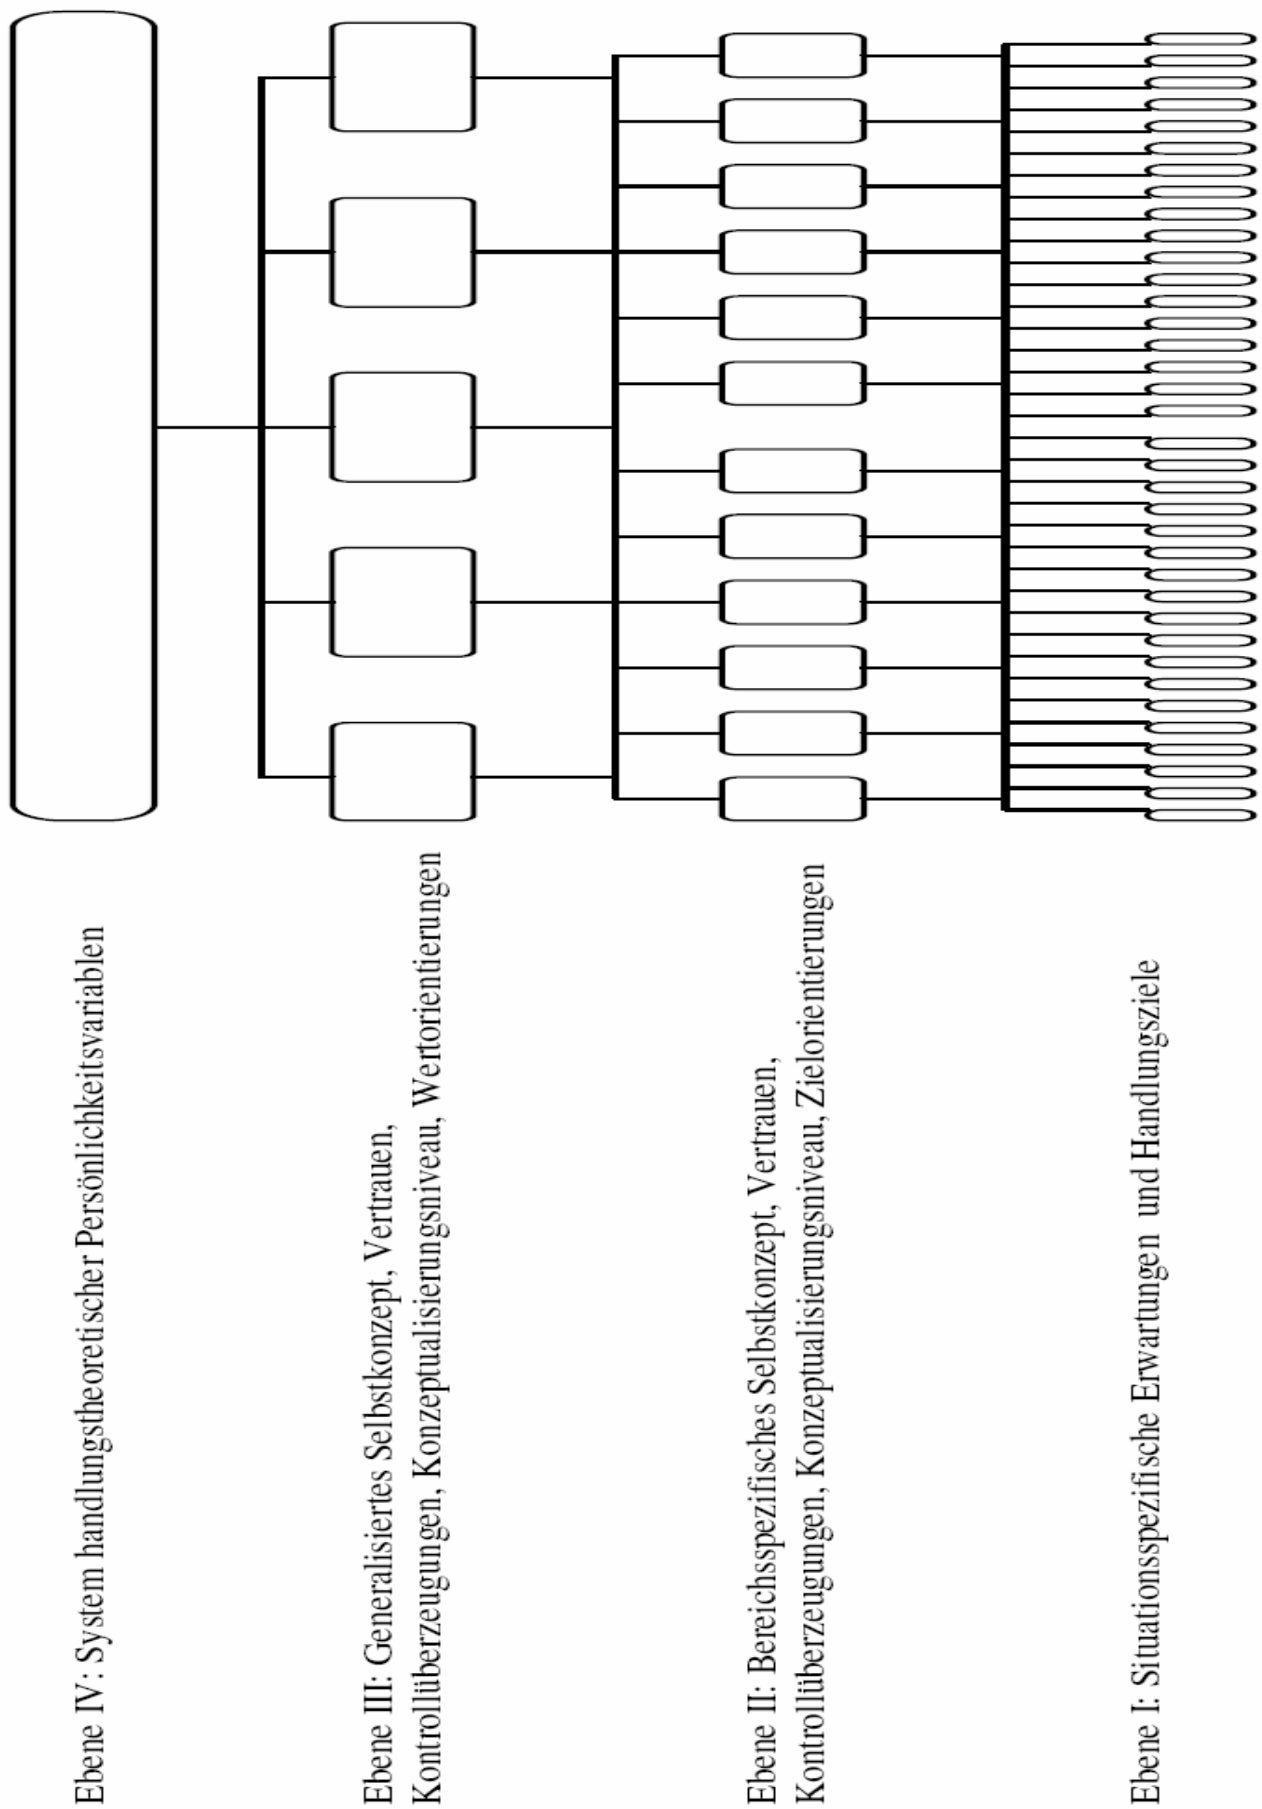 Ebene IV: System handlungstheoretischer Persönlichkeitsvariablen
Ebene III: Generalisiertes Selbstkonzept, Vertrauen,
Kontrollüberzeugungen, Konzeptualisierungsniveau, Wertorientierungen
Ebene II: Bereichsspezifisches Selbstkonzept, Vertrauen,
Kontrollüberzeugungen, Konzeptualisierungsniveau, Zielorientierungen
Ebene I: Situationsspezifische Erwartungen und Handlungsziele